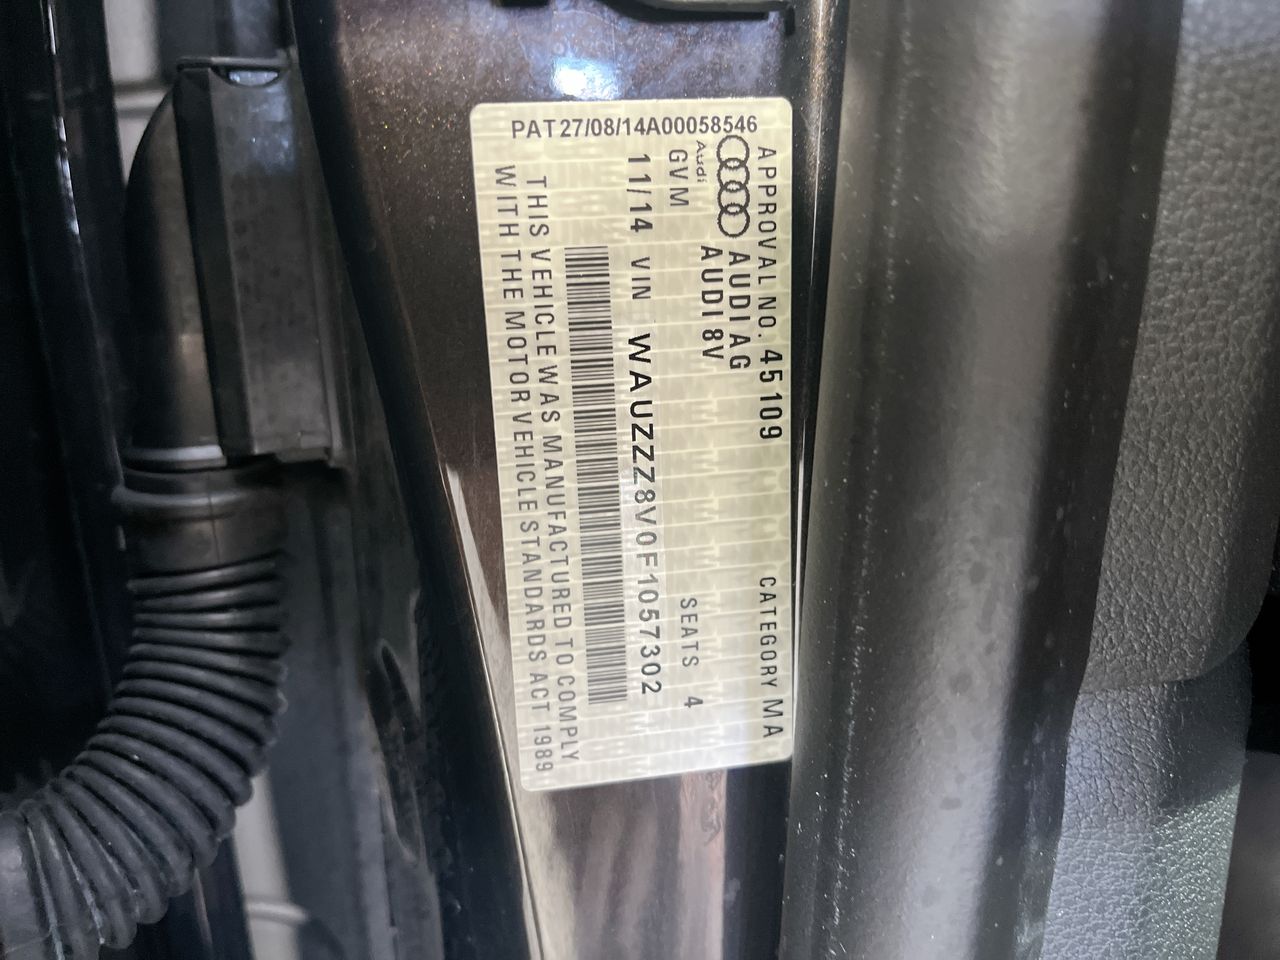 PAT27/08/14A00058546
APPROVAL NO. 45109 CATEGORY MA
AUDI AG
Audi AUDI 8V
GVM SEATS 4
11/14 VIN WAUZZZ8V0F1057302
THIS VEHICLE WAS MANUFACTURED TO COMPLY
WITH THE MOTOR VEHICLE STANDARDS ACT 1989